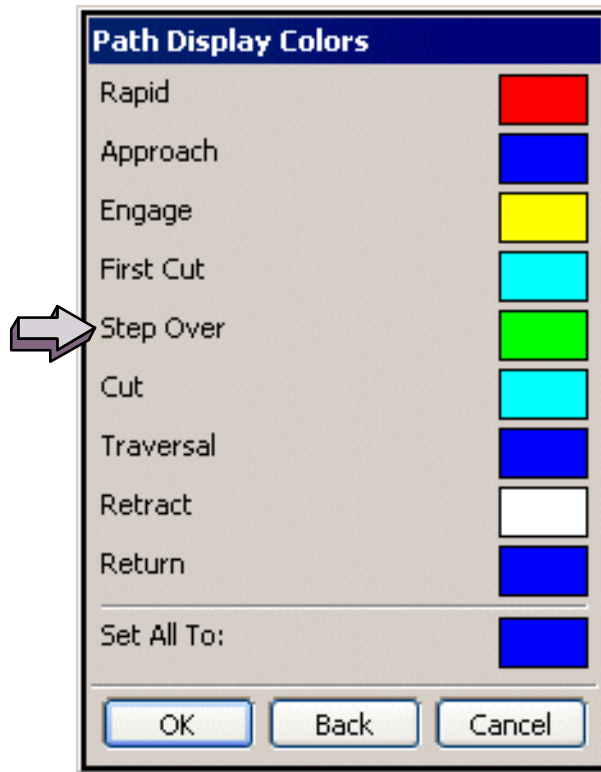 Path Display Colors
Rapid
Approach
Engage
First Cut
Step Over
Cut
Traversal
Retract
Return
Set All To:
OK Back Cancel